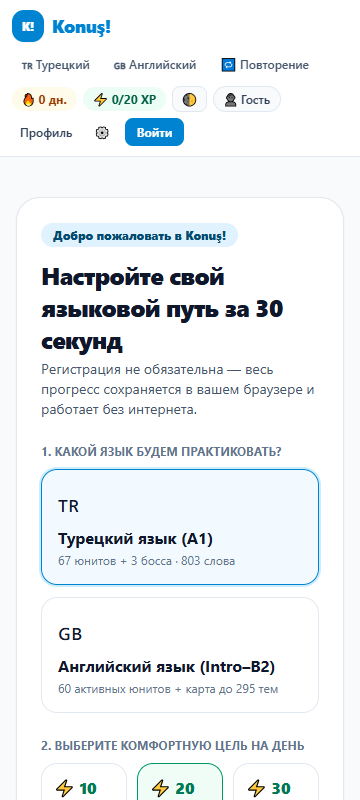 K! Konuş!
TR Турецкий GB Английский Повторение
0 дн. 0/20 XP Гость
Профиль Войти
Добро пожаловать в Konuş!
Настройте свой
языковой путь за 30
секунд
Регистрация не обязательна — весь
прогресс сохраняется в вашем браузере и
работает без интернета.
1. КАКОЙ ЯЗЫК БУДЕМ ПРАКТИКОВАТЬ?
TR
Турецкий язык (A1)
67 юнитов + 3 босса · 803 слова
GB
Английский язык (Intro–B2)
60 активных юнитов + карта до 295 тем
2. ВЫБЕРИТЕ КОМФОРТНУЮ ЦЕЛЬ НА ДЕНЬ
10 20 30